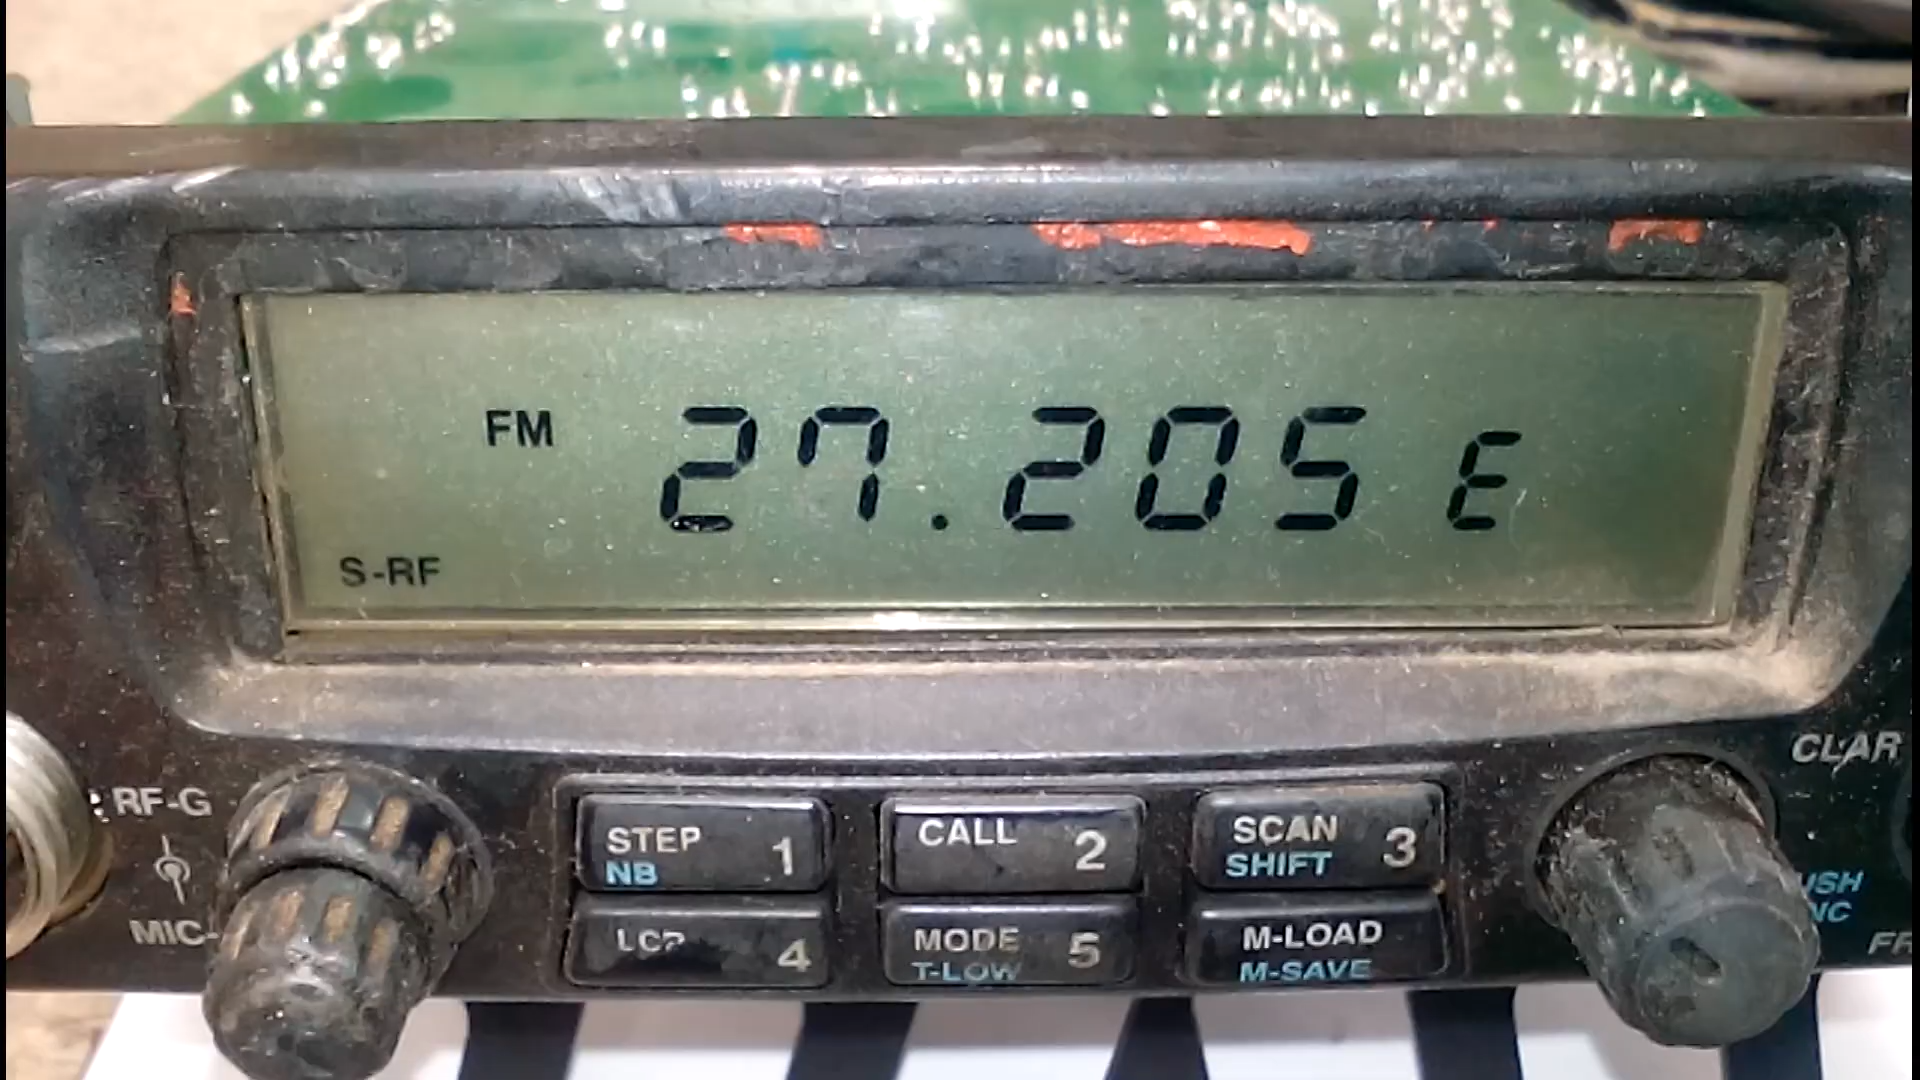 FM 27.205 E
S-RF
RF-G
MIC
STEP 1
NB
CALL 2
SCAN 3
SHIFT
4
MODE 5
T-LOW
M-LOAD
M-SAVE
CLAR